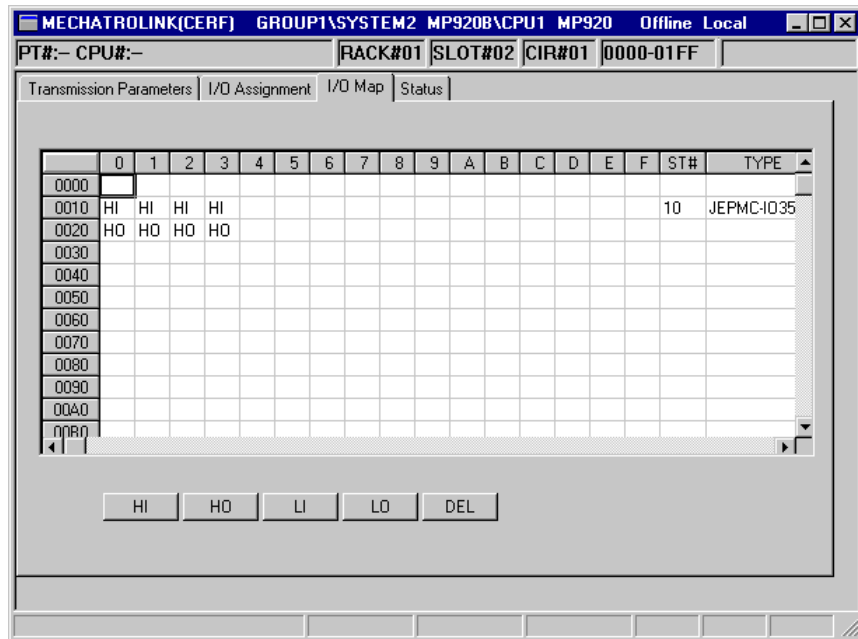 MECHATROLINK(CERF) GROUP1\SYSTEM2 MP920B\CPU1 MP920 Offline Local
PT#:– CPU#:– RACK#01 SLOT#02 CIR#01 0000-01FF
Transmission Parameters I/O Assignment I/O Map Status
0 1 2 3 4 5 6 7 8 9 A B C D E F ST# TYPE
0000
0010 HI HI HI HI 10 JEPMC-IO35
0020 HO HO HO HO
0030
0040
0050
0060
0070
0080
0090
00A0
00B0
HI HO LI LO DEL